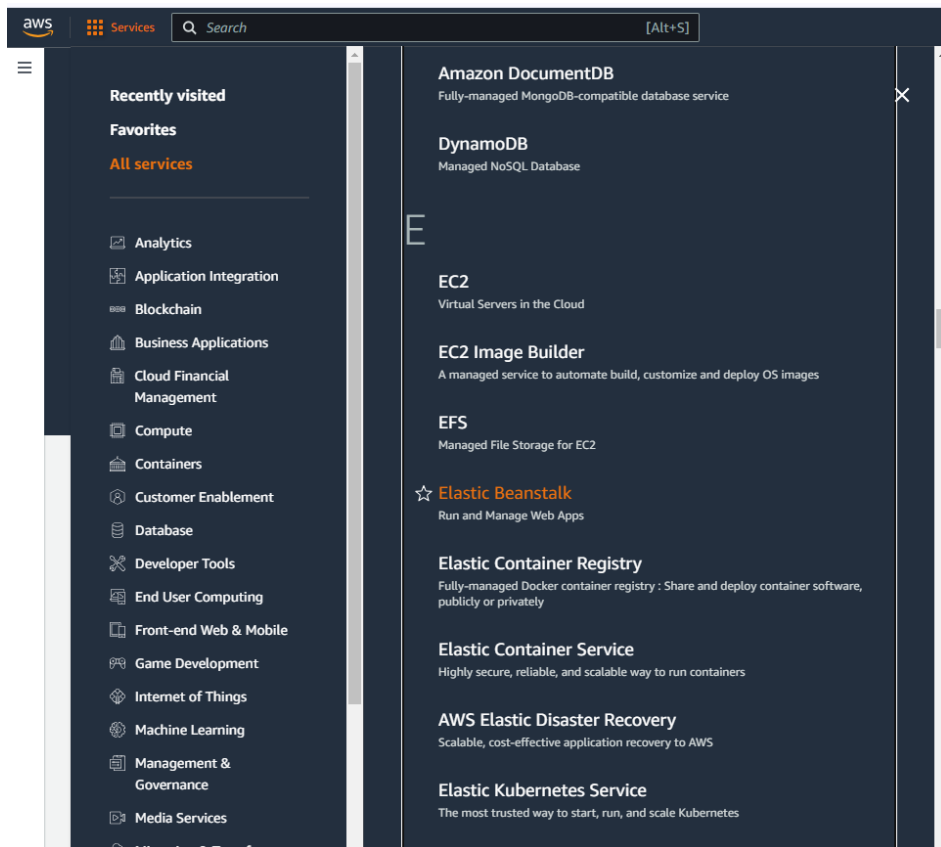 aws
Services
Search
[Alt+S]
Recently visited
Favorites
All services
Analytics
Application Integration
Blockchain
Business Applications
Cloud Financial
Management
Compute
Containers
Customer Enablement
Database
Developer Tools
End User Computing
Front-end Web & Mobile
Game Development
Internet of Things
Machine Learning
Management &
Governance
Media Services
Amazon DocumentDB
Fully-managed MongoDB-compatible database service
DynamoDB
Managed NoSQL Database
E
EC2
Virtual Servers in the Cloud
EC2 Image Builder
A managed service to automate build, customize and deploy OS images
EFS
Managed File Storage for EC2
Elastic Beanstalk
Run and Manage Web Apps
Elastic Container Registry
Fully-managed Docker container registry : Share and deploy container software,
publicly or privately
Elastic Container Service
Highly secure, reliable, and scalable way to run containers
AWS Elastic Disaster Recovery
Scalable, cost-effective application recovery to AWS
Elastic Kubernetes Service
The most trusted way to start, run, and scale Kubernetes